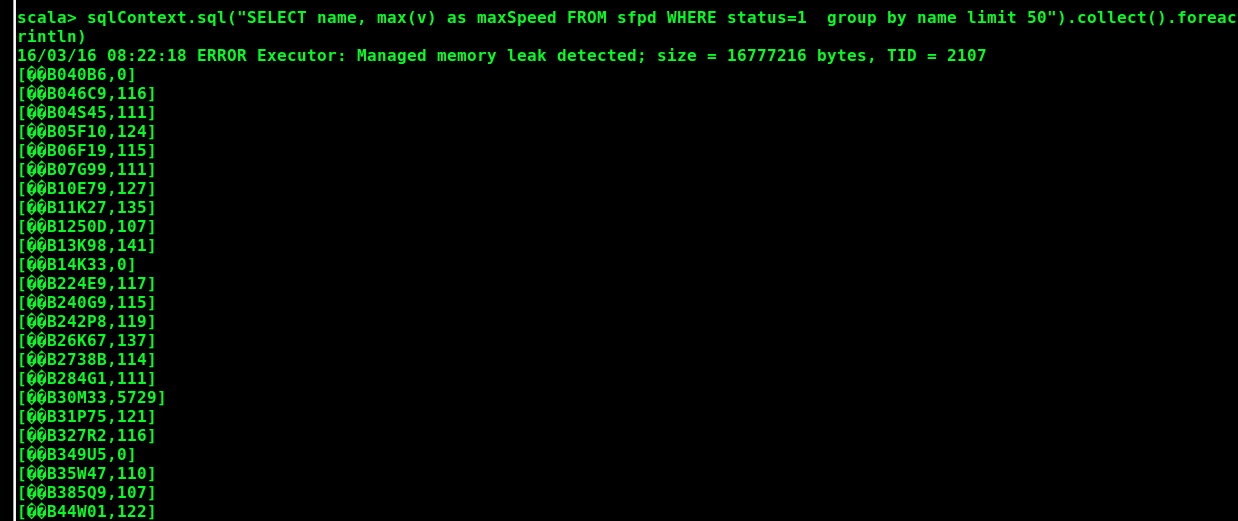 scala> sqlContext.sql("SELECT name, max(v) as maxSpeed FROM sfpd WHERE status=1  group by name limit 50").collect().foreac
rintln)
16/03/16 08:22:18 ERROR Executor: Managed memory leak detected; size = 16777216 bytes, TID = 2107
[��B040B6,0]
[��B046C9,116]
[��B04S45,111]
[��B05F10,124]
[��B06F19,115]
[��B07G99,111]
[��B10E79,127]
[��B11K27,135]
[��B1250D,107]
[��B13K98,141]
[��B14K33,0]
[��B224E9,117]
[��B240G9,115]
[��B242P8,119]
[��B26K67,137]
[��B2738B,114]
[��B284G1,111]
[��B30M33,5729]
[��B31P75,121]
[��B327R2,116]
[��B349U5,0]
[��B35W47,110]
[��B385Q9,107]
[��B44W01,122]